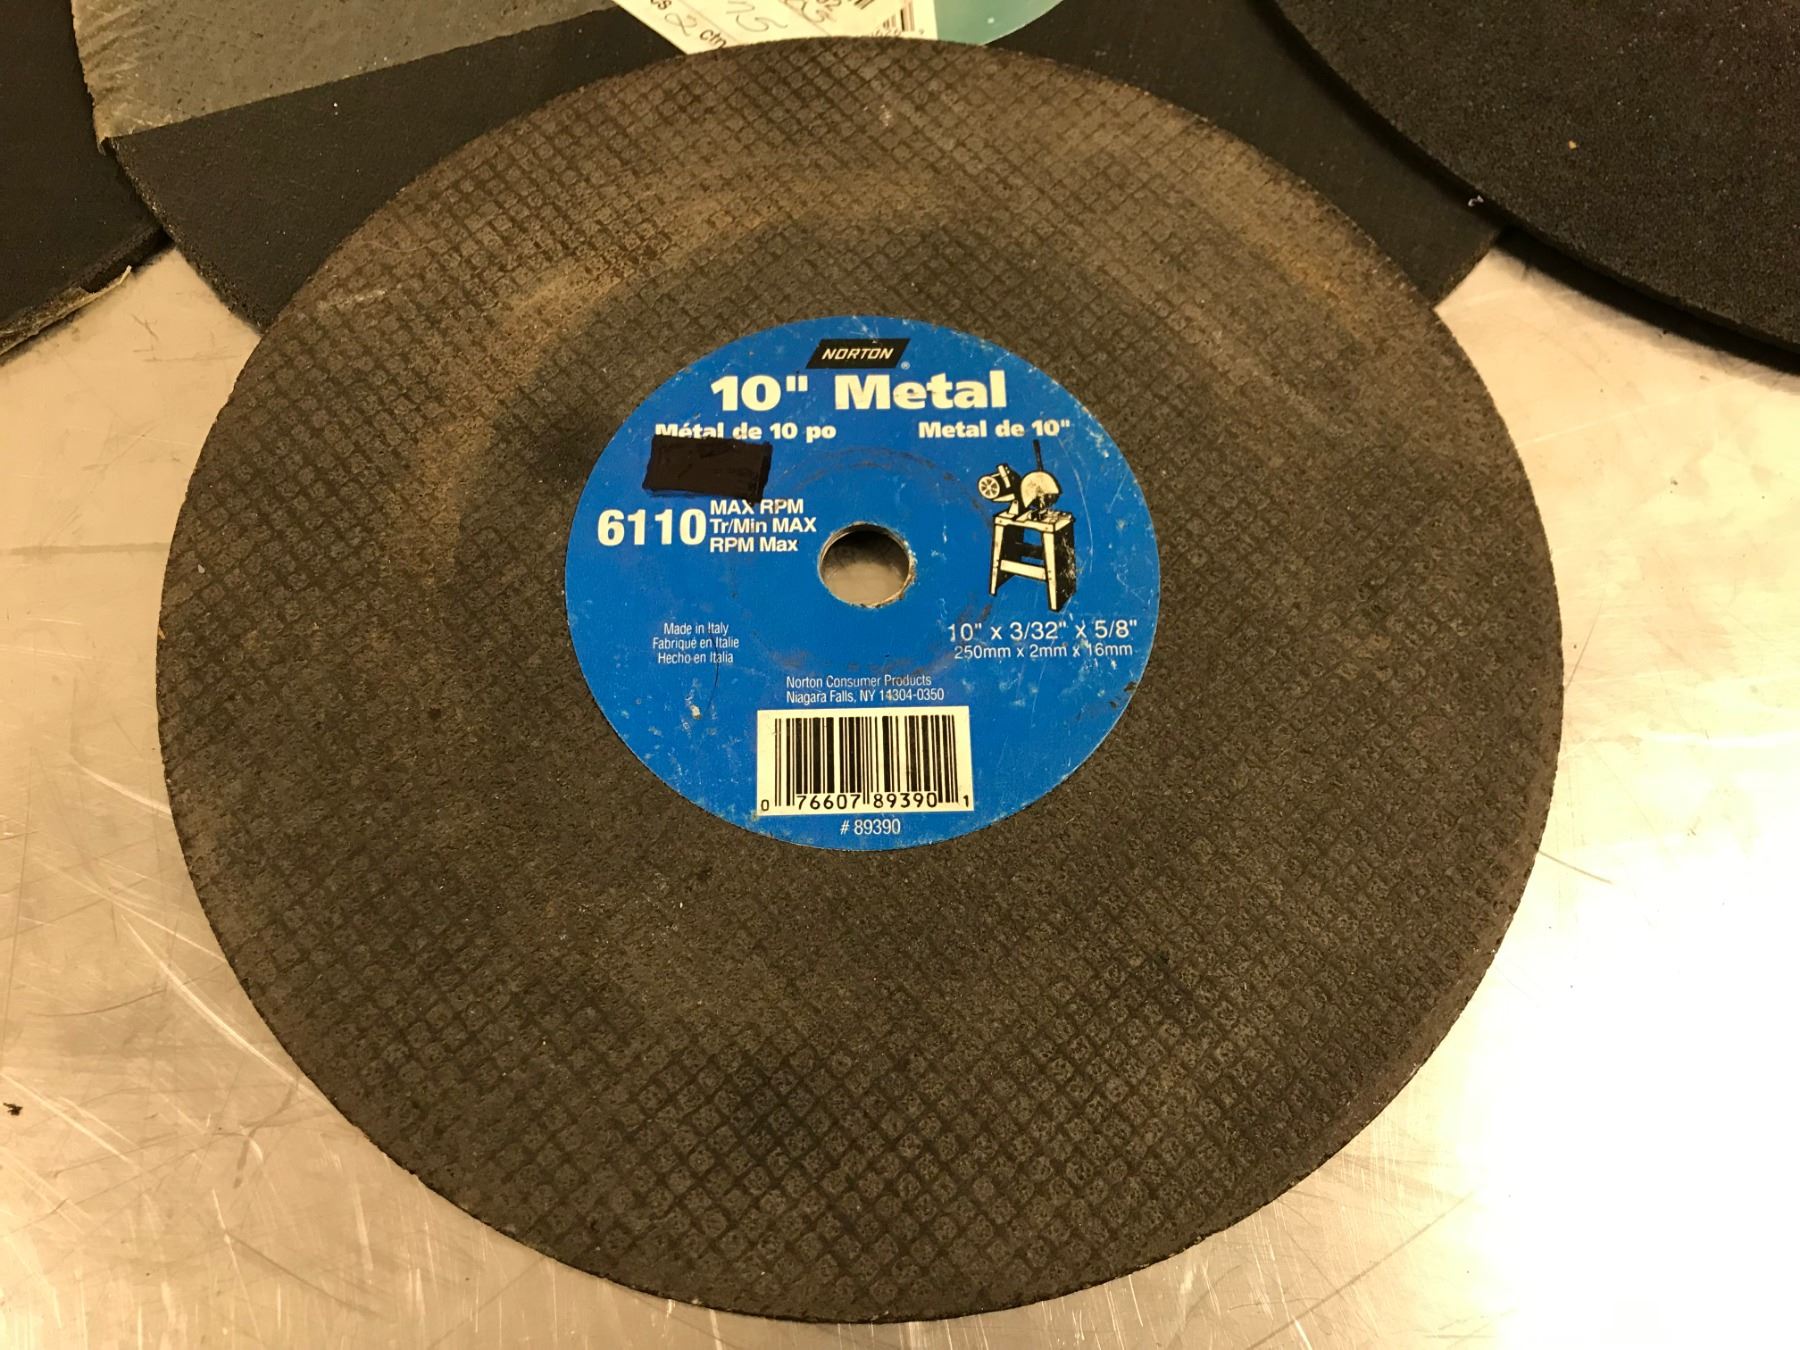 NORTON
®
10" Metal
Métal de 10 po Metal de 10"
6110 MAX RPM
Tr/Min MAX
RPM Max
Made in Italy
Fabriqué en Italie
Hecho en Italia
10" x 3/32" x 5/8"
250mm x 2mm x 16mm
Norton Consumer Products
Niagara Falls, NY 14304-0350
0 76607 89390 1
# 89390